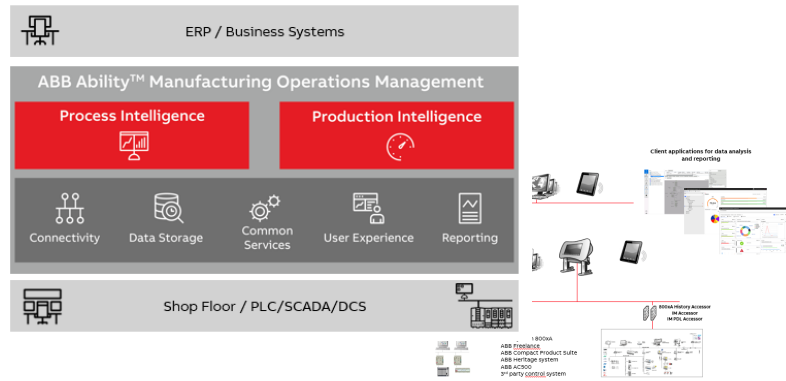 ERP / Business Systems
ABB Ability™ Manufacturing Operations Management
Process Intelligence
Production Intelligence
Connectivity
Data Storage
Common
Services
User Experience
Reporting
Shop Floor / PLC/SCADA/DCS
Client applications for data analysis
and reporting
800xA History Accessor
IM Accessor
IM PDL Accessor
800xA
ABB Freelance
ABB Compact Product Suite
ABB Heritage system
ABB AC500
3rd party control system